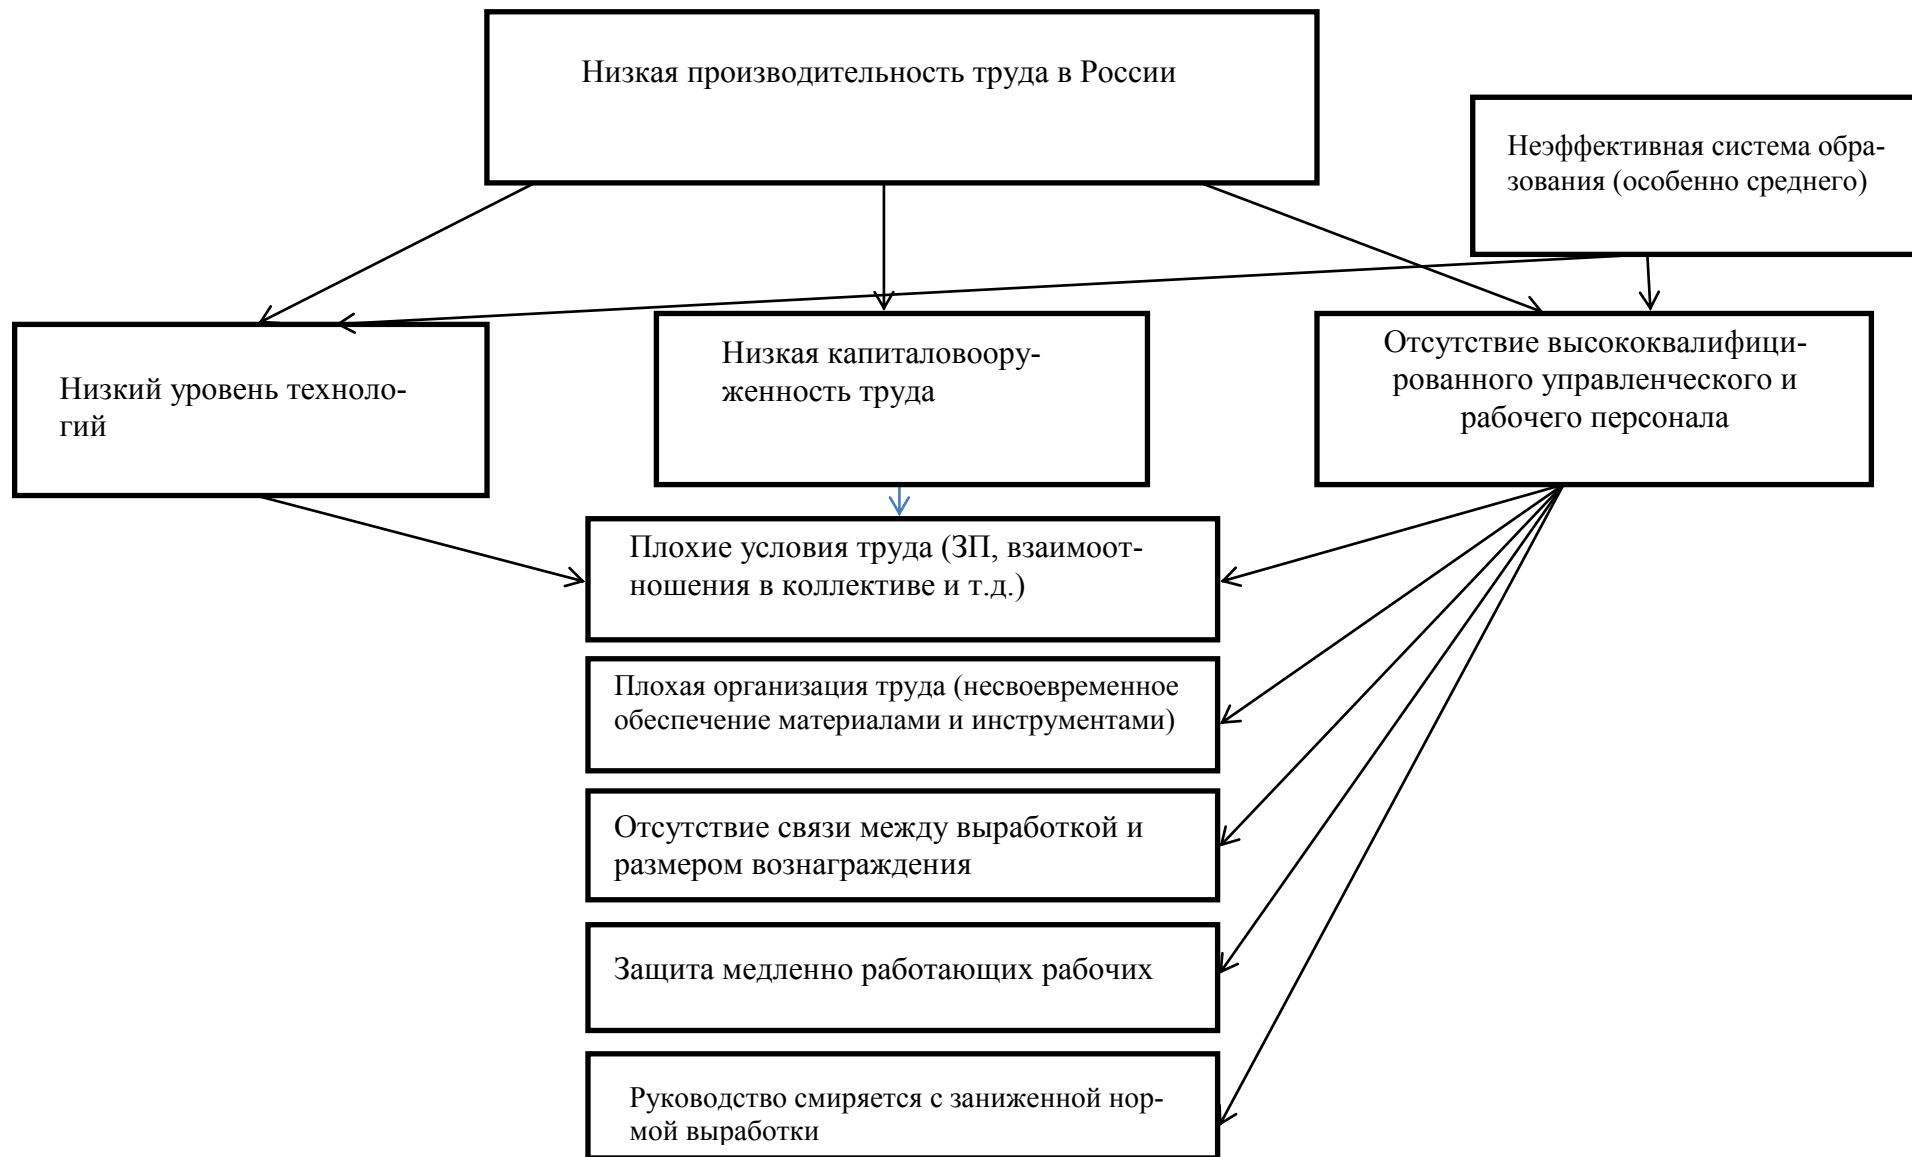 Низкая производительность труда в России
Неэффективная система обра-
зования (особенно среднего)
Низкий уровень техноло-
гий
Низкая капиталовоору-
женность труда
Отсутствие высококвалифици-
рованного управленческого и
рабочего персонала
Плохие условия труда (ЗП, взаимоот-
ношения в коллективе и т.д.)
Плохая организация труда (несвоевременное
обеспечение материалами и инструментами)
Отсутствие связи между выработкой и
размером вознаграждения
Защита медленно работающих рабочих
Руководство смиряется с заниженной нор-
мой выработки